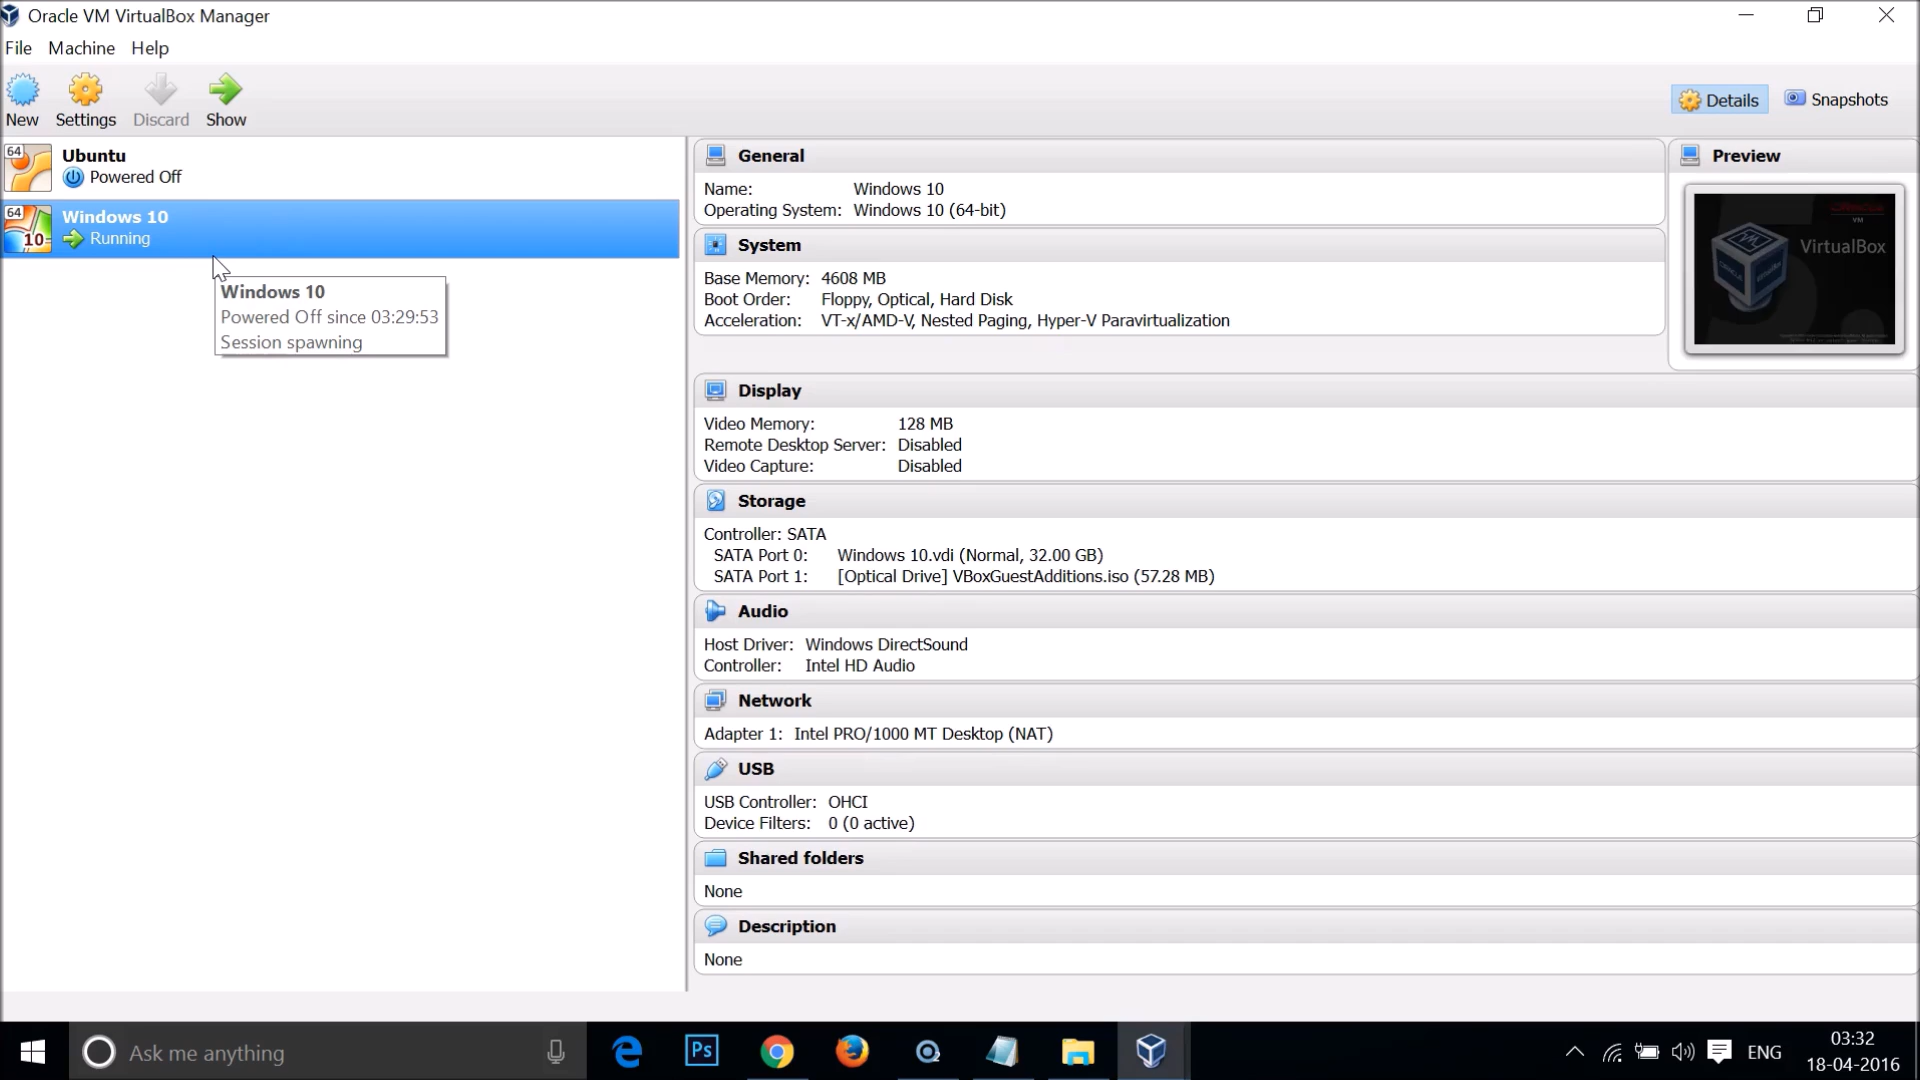 Oracle VM VirtualBox Manager
File Machine Help
New Settings Discard Show
Details Snapshots
64
Ubuntu
Powered Off
64
10
Windows 10
Running
Windows 10
Powered Off since 03:29:53
Session spawning
General
Name: Windows 10
Operating System: Windows 10 (64-bit)
System
Base Memory: 4608 MB
Boot Order: Floppy, Optical, Hard Disk
Acceleration: VT-x/AMD-V, Nested Paging, Hyper-V Paravirtualization
Preview
VM
VirtualBox
Display
Video Memory: 128 MB
Remote Desktop Server: Disabled
Video Capture: Disabled
Storage
Controller: SATA
SATA Port 0: Windows 10.vdi (Normal, 32.00 GB)
SATA Port 1: [Optical Drive] VBoxGuestAdditions.iso (57.28 MB)
Audio
Host Driver: Windows DirectSound
Controller: Intel HD Audio
Network
Adapter 1: Intel PRO/1000 MT Desktop (NAT)
USB
USB Controller: OHCI
Device Filters: 0 (0 active)
Shared folders
None
Description
None
Ask me anything
Ps
ENG
03:32
18-04-2016